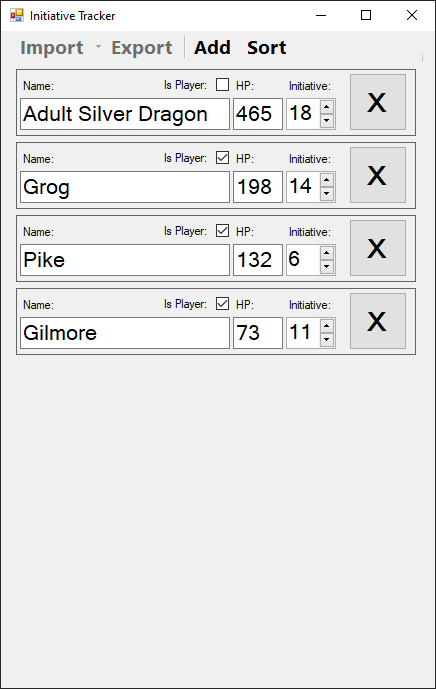 Initiative Tracker
Import Export Add Sort
Name: Is Player: HP: Initiative:
Adult Silver Dragon 465 18 X
Name: Is Player: HP: Initiative:
Grog 198 14 X
Name: Is Player: HP: Initiative:
Pike 132 6 X
Name: Is Player: HP: Initiative:
Gilmore 73 11 X